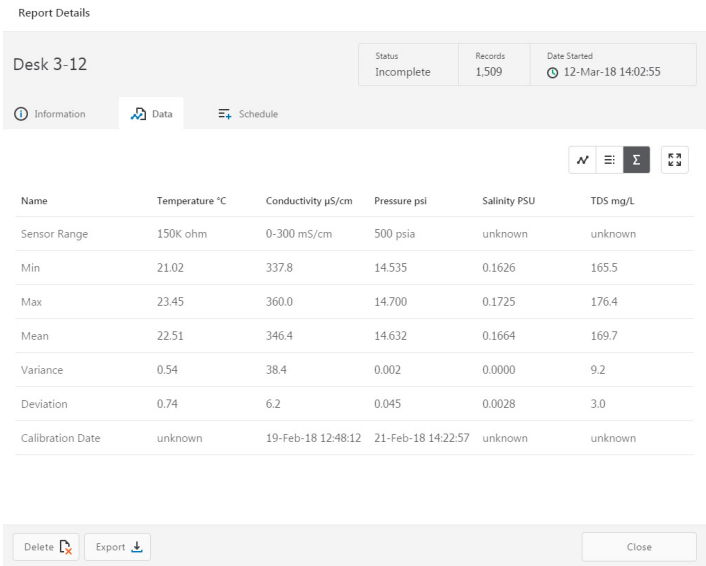 Report Details
Desk 3-12
Status Records Date Started
Incomplete 1,509 12-Mar-18 14:02:55
Information Data Schedule
Name Temperature °C Conductivity µS/cm Pressure psi Salinity PSU TDS mg/L
Sensor Range 150K ohm 0-300 mS/cm 500 psia unknown unknown
Min 21.02 337.8 14.535 0.1626 165.5
Max 23.45 360.0 14.700 0.1725 176.4
Mean 22.51 346.4 14.632 0.1664 169.7
Variance 0.54 38.4 0.002 0.0000 9.2
Deviation 0.74 6.2 0.045 0.0028 3.0
Calibration Date unknown 19-Feb-18 12:48:12 21-Feb-18 14:22:57 unknown unknown
Delete Export Close